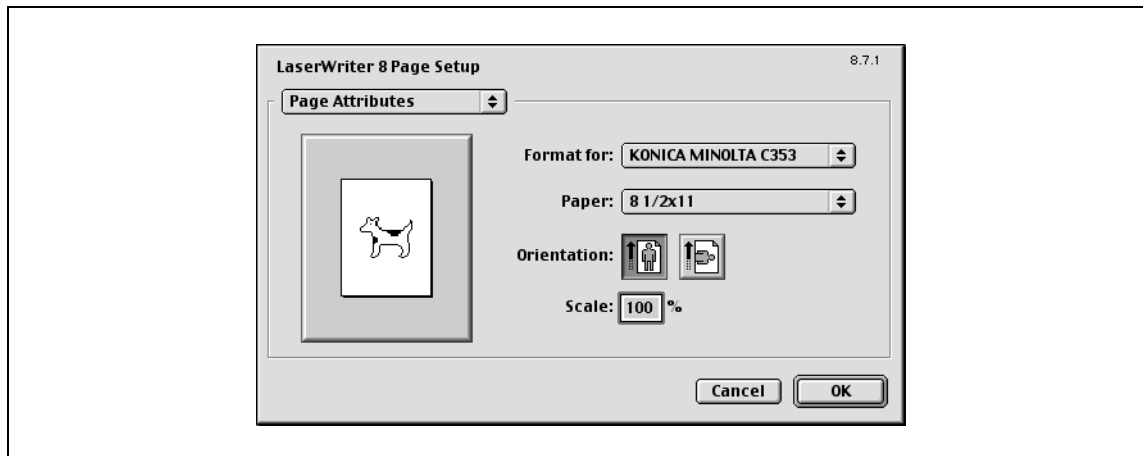 LaserWriter 8 Page Setup
8.7.1
Page Attributes
Format for: KONICA MINOLTA C353
Paper: 8 1/2x11
Orientation:
Scale: 100 %
Cancel OK